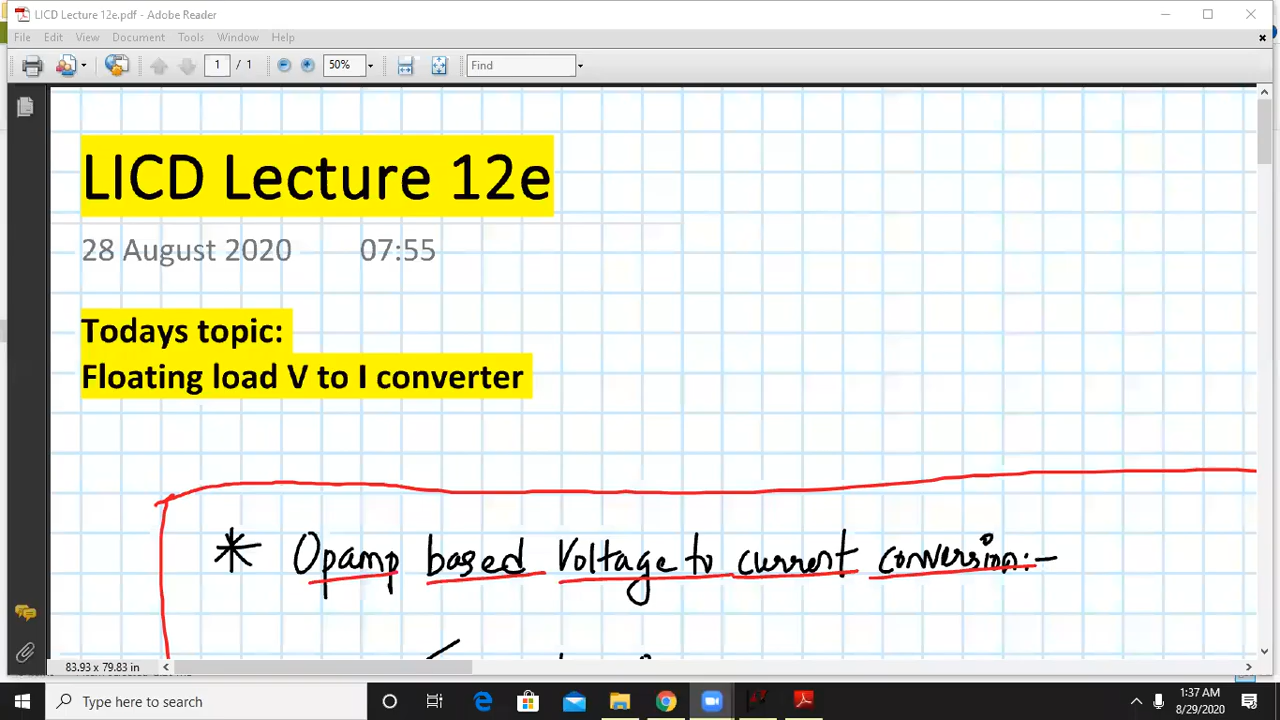 LICD Lecture 12e.pdf - Adobe Reader
File Edit View Document Tools Window Help
1 / 1 50% Find
LICD Lecture 12e
28 August 2020 07:55
Todays topic:
Floating load V to I converter
* Opamp based Voltage to current conversion:-
83.93 x 79.83 in
Type here to search
1:37 AM
8/29/2020